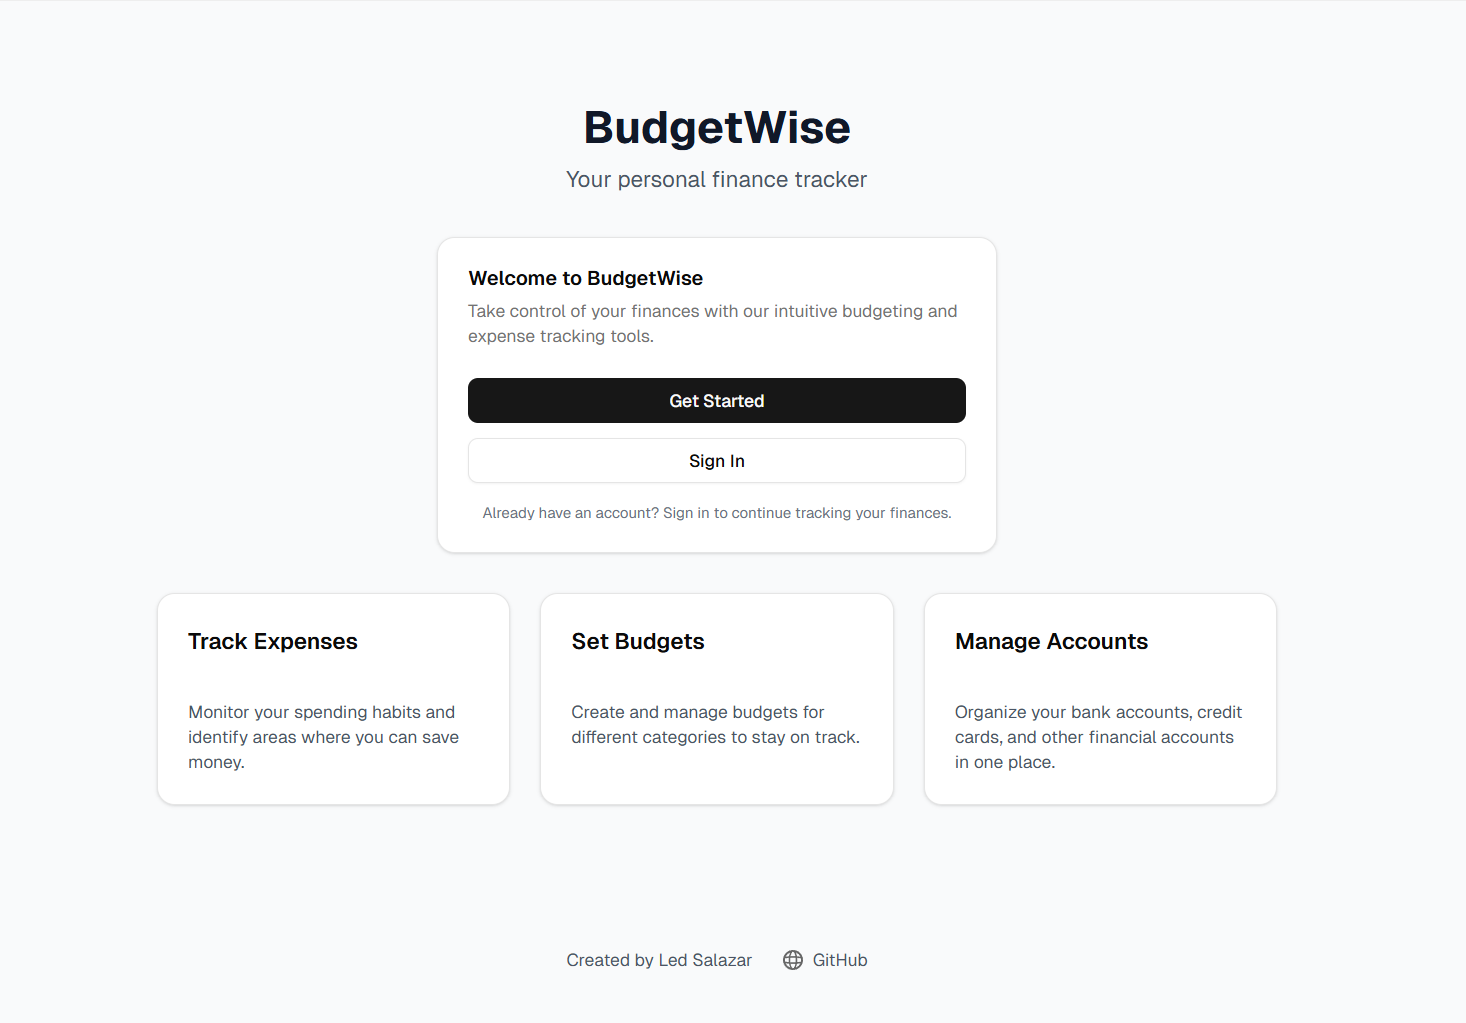 BudgetWise
Your personal finance tracker
Welcome to BudgetWise
Take control of your finances with our intuitive budgeting and
expense tracking tools.
Get Started
Sign In
Already have an account? Sign in to continue tracking your finances.
Track Expenses
Monitor your spending habits and
identify areas where you can save
money.
Set Budgets
Create and manage budgets for
different categories to stay on track.
Manage Accounts
Organize your bank accounts, credit
cards, and other financial accounts
in one place.
Created by Led Salazar
GitHub